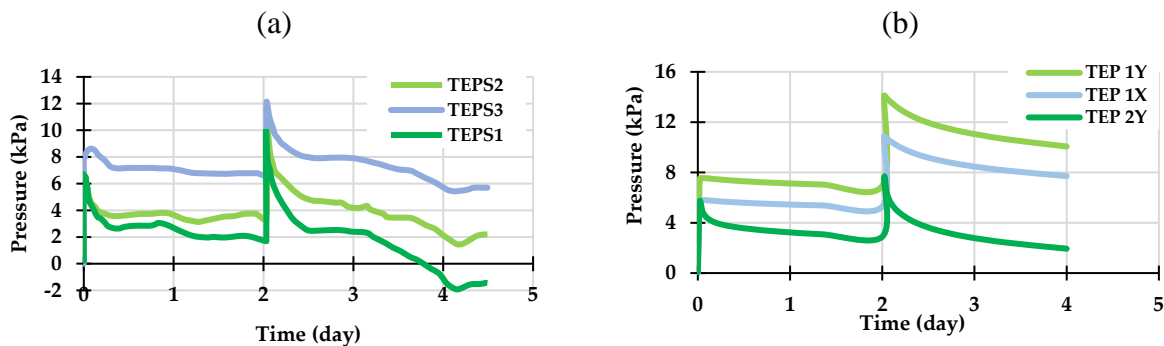 (a)
14
12
10
8
6
4
2
0
-2
Pressure (kPa)
TEPS2
TEPS3
TEPS1
0 1 2 3 4 5
Time (day)
(b)
16
12
8
4
0
Pressure (kPa)
TEP 1Y
TEP 1X
TEP 2Y
0 1 2 3 4 5
Time (day)